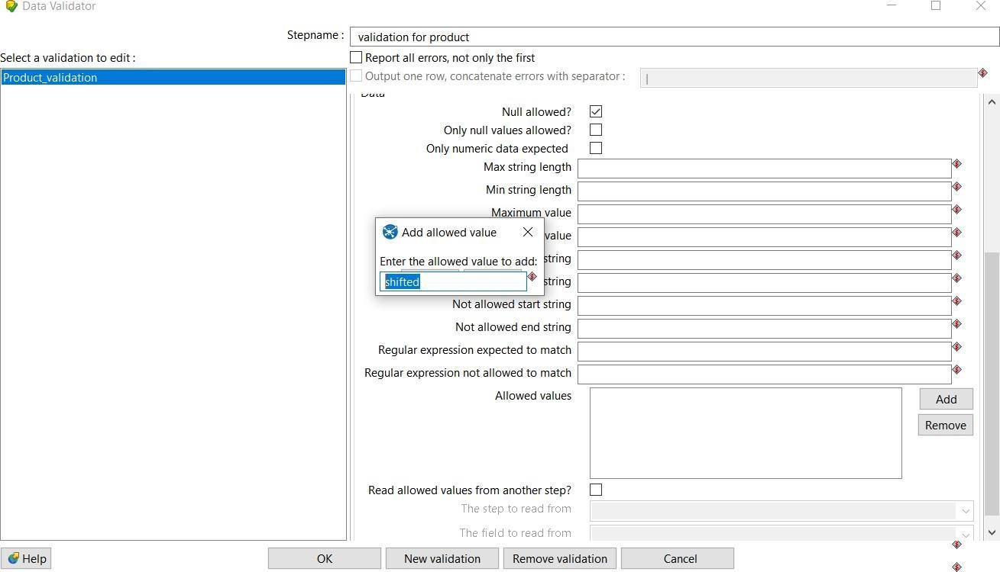 Data Validator
Stepname :
validation for product
Select a validation to edit :
Report all errors, not only the first
Product_validation
Output one row, concatenate errors with separator :
|
Data
Null allowed?
Only null values allowed?
Only numeric data expected
Max string length
Min string length
Maximum value
value
string
string
Add allowed value
Enter the allowed value to add:
shifted
Not allowed start string
Not allowed end string
Regular expression expected to match
Regular expression not allowed to match
Allowed values
Add
Remove
Read allowed values from another step?
The step to read from
The field to read from
Help
OK
New validation
Remove validation
Cancel